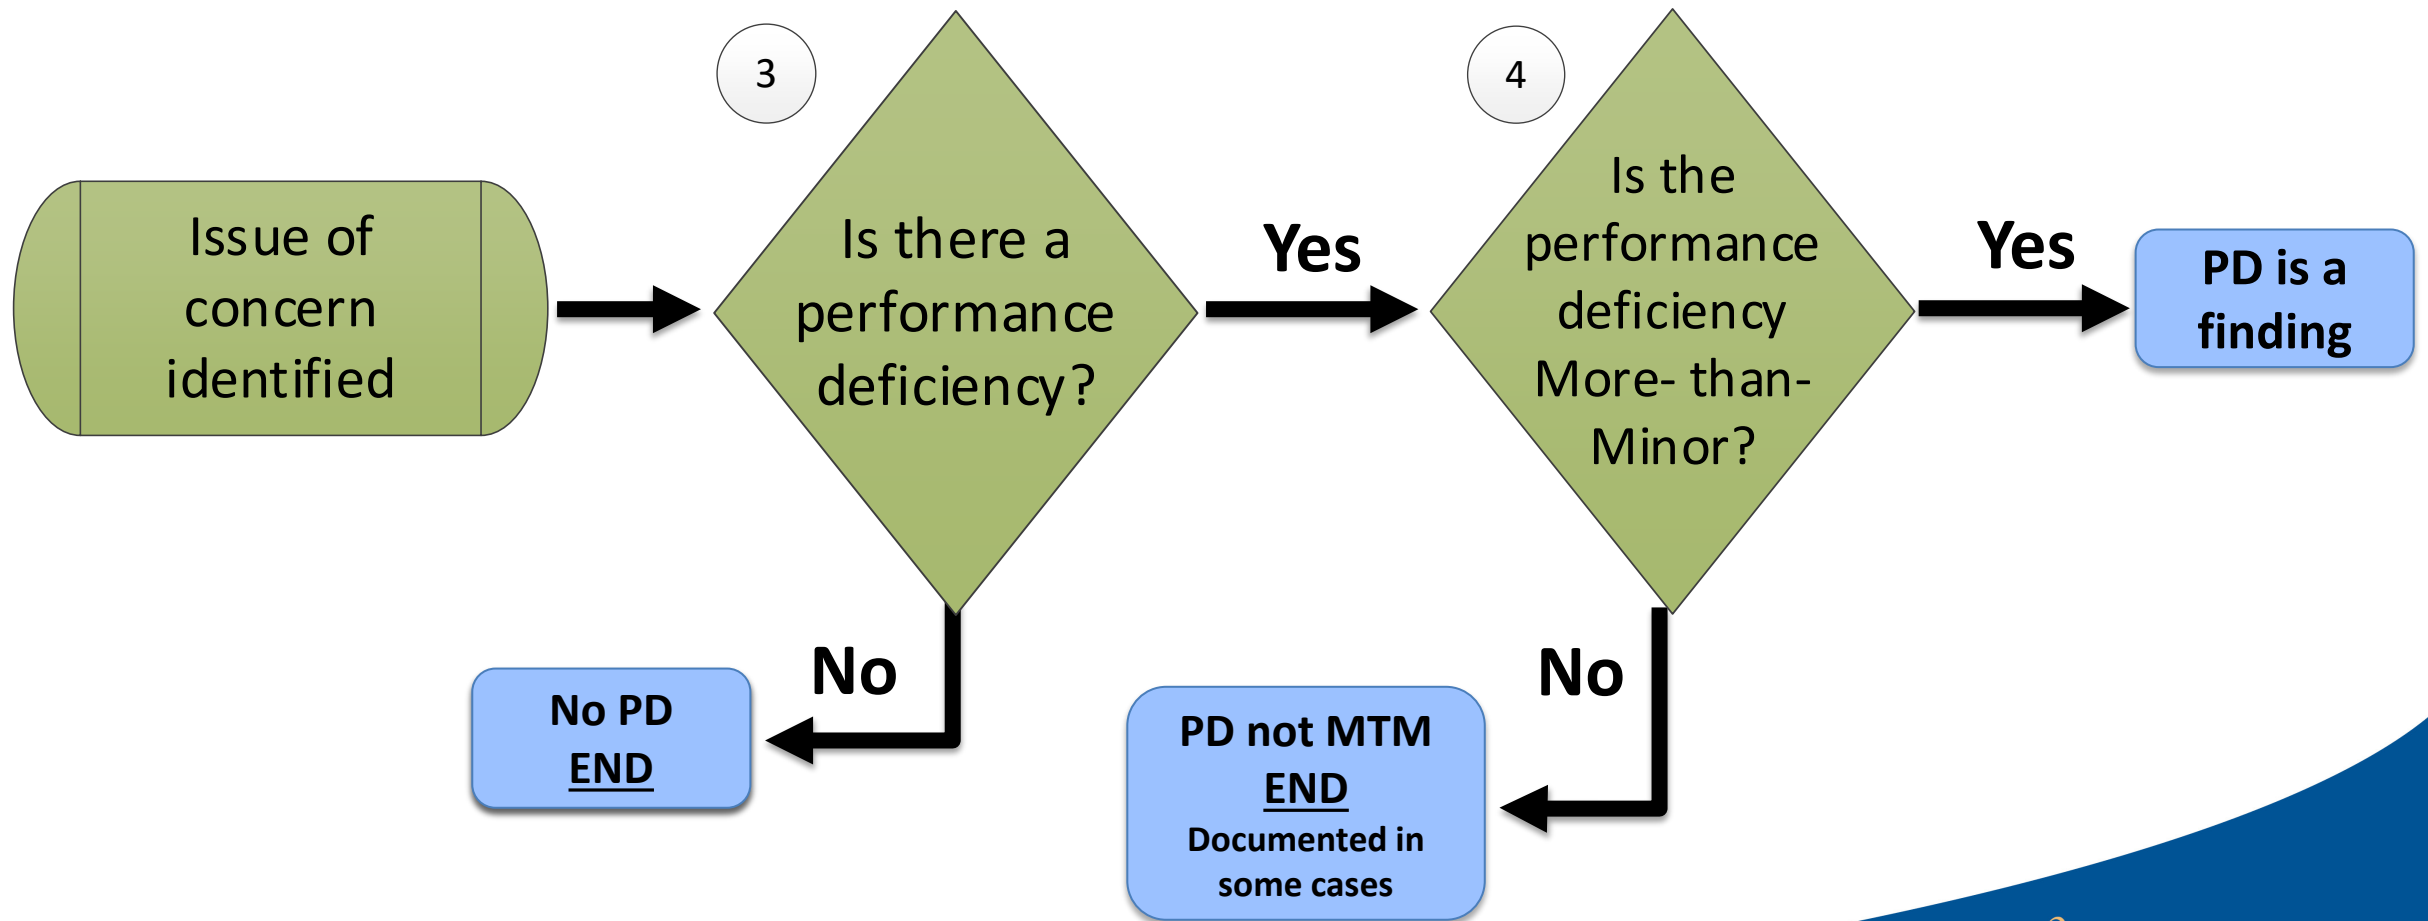 3
4
Issue of
concern
identified
Is there a
performance
deficiency?
Yes
Is the
performance
deficiency
More- than-
Minor?
Yes
PD is a
finding
No
No PD
END
No
PD not MTM
END
Documented in
some cases